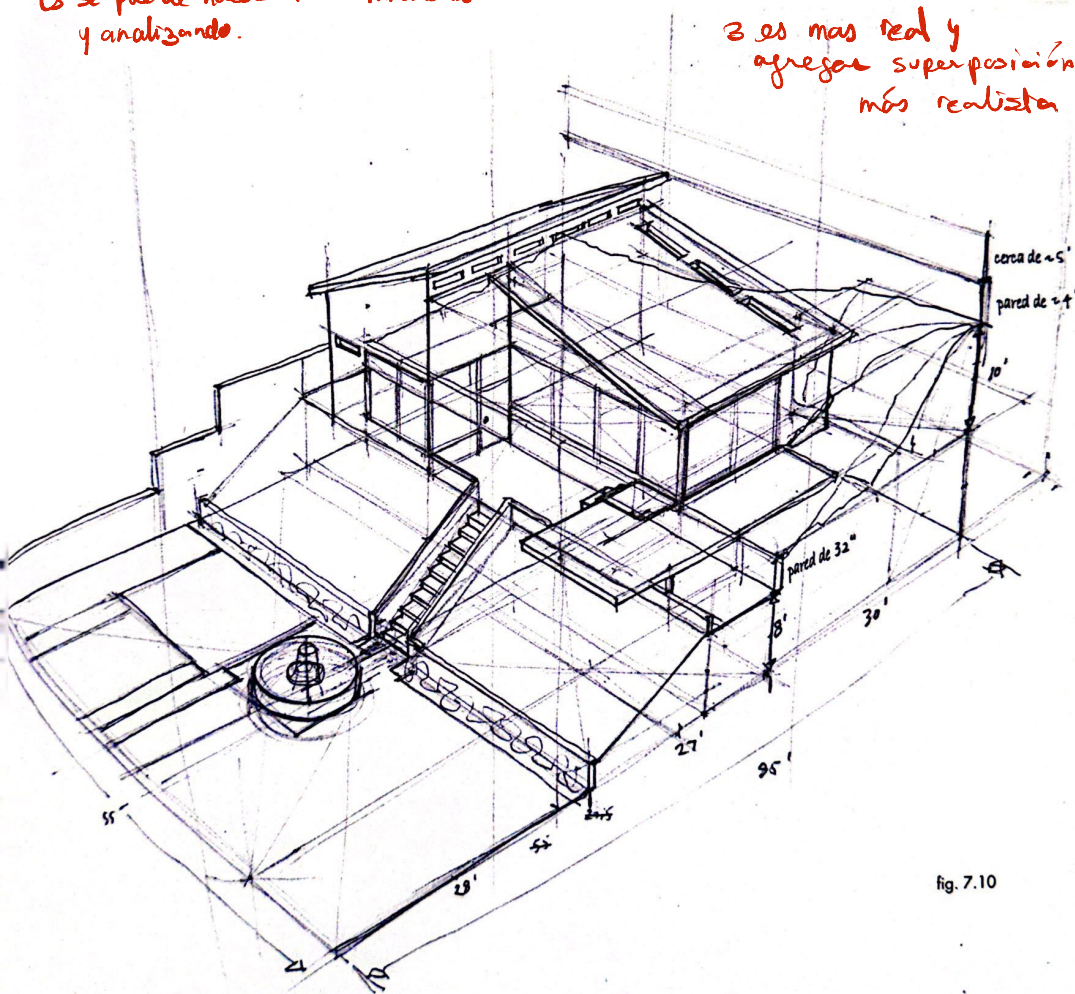 y analizando.
3 es mas real y
agregar superposición
más realista
cerca de ~5'
pared de ~4'
10'
pared de 32"
8'
30'
27'
95'
55'
28'
fig. 7.10